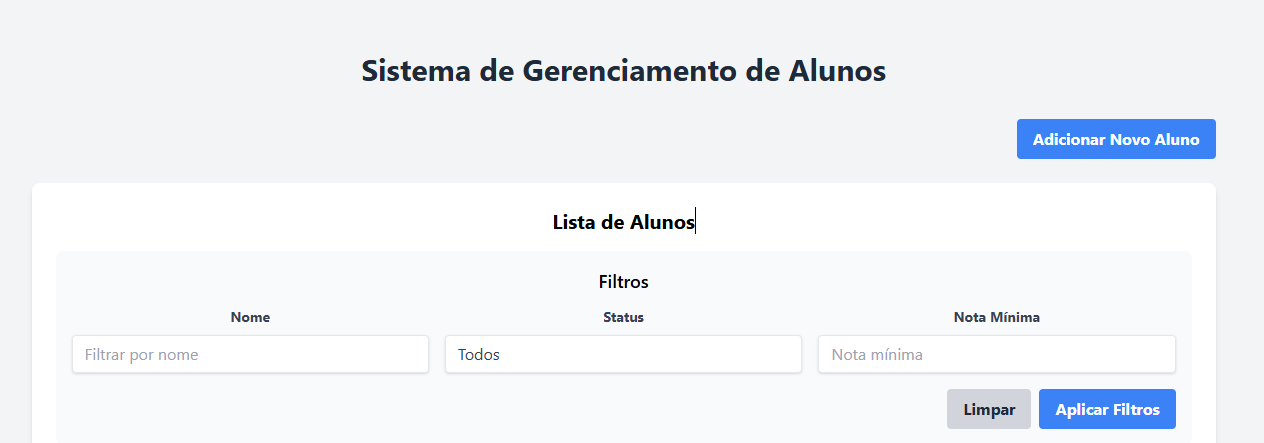 Sistema de Gerenciamento de Alunos
Adicionar Novo Aluno
Lista de Alunos
Filtros
Nome Status Nota Mínima
Filtrar por nome Todos Nota mínima
Limpar Aplicar Filtros